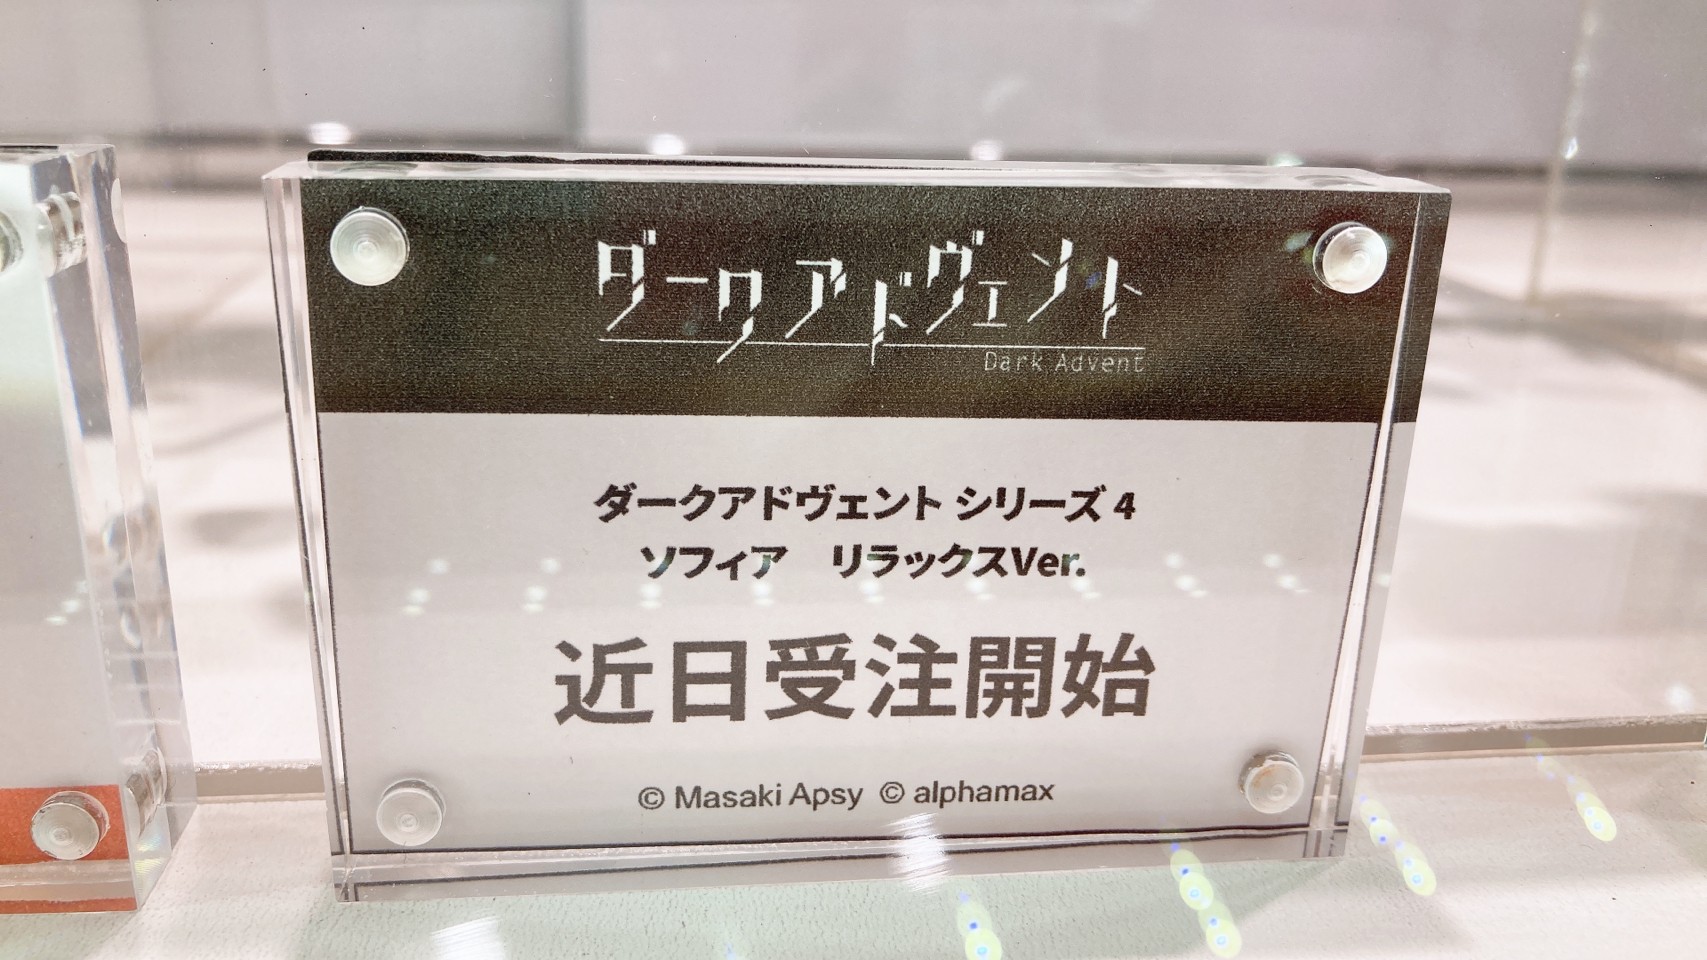 ダークアドヴェント
Dark Advent
ダークアドヴェント シリーズ 4
ソフィア　リラックスVer.
近日受注開始
© Masaki Apsy © alphamax